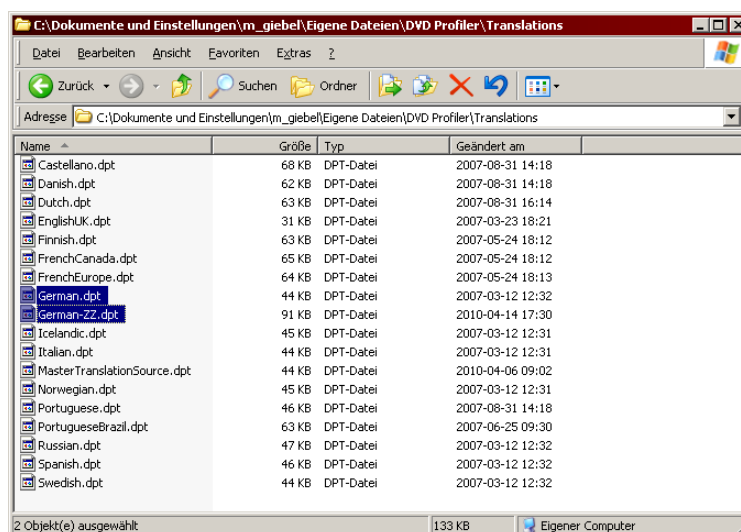 C:\Dokumente und Einstellungen\m_giebel\Eigene Dateien\DVD Profiler\Translations
Datei Bearbeiten Ansicht Favoriten Extras ?
Zurück Suchen Ordner
Adresse C:\Dokumente und Einstellungen\m_giebel\Eigene Dateien\DVD Profiler\Translations
Name Größe Typ Geändert am
Castellano.dpt 68 KB DPT-Datei 2007-08-31 14:18
Danish.dpt 62 KB DPT-Datei 2007-08-31 14:18
Dutch.dpt 63 KB DPT-Datei 2007-08-31 16:14
EnglishUK.dpt 31 KB DPT-Datei 2007-03-23 18:21
Finnish.dpt 63 KB DPT-Datei 2007-05-24 18:12
FrenchCanada.dpt 65 KB DPT-Datei 2007-05-24 18:12
FrenchEurope.dpt 64 KB DPT-Datei 2007-05-24 18:13
German.dpt 44 KB DPT-Datei 2007-03-12 12:32
German-ZZ.dpt 91 KB DPT-Datei 2010-04-14 17:30
Icelandic.dpt 45 KB DPT-Datei 2007-03-12 12:31
Italian.dpt 44 KB DPT-Datei 2007-03-12 12:31
MasterTranslationSource.dpt 44 KB DPT-Datei 2010-04-06 09:02
Norwegian.dpt 45 KB DPT-Datei 2007-03-12 12:31
Portuguese.dpt 46 KB DPT-Datei 2007-08-31 14:18
PortugueseBrazil.dpt 63 KB DPT-Datei 2007-06-25 09:30
Russian.dpt 47 KB DPT-Datei 2007-03-12 12:32
Spanish.dpt 46 KB DPT-Datei 2007-03-12 12:32
Swedish.dpt 44 KB DPT-Datei 2007-03-12 12:32
2 Objekt(e) ausgewählt 133 KB Eigener Computer